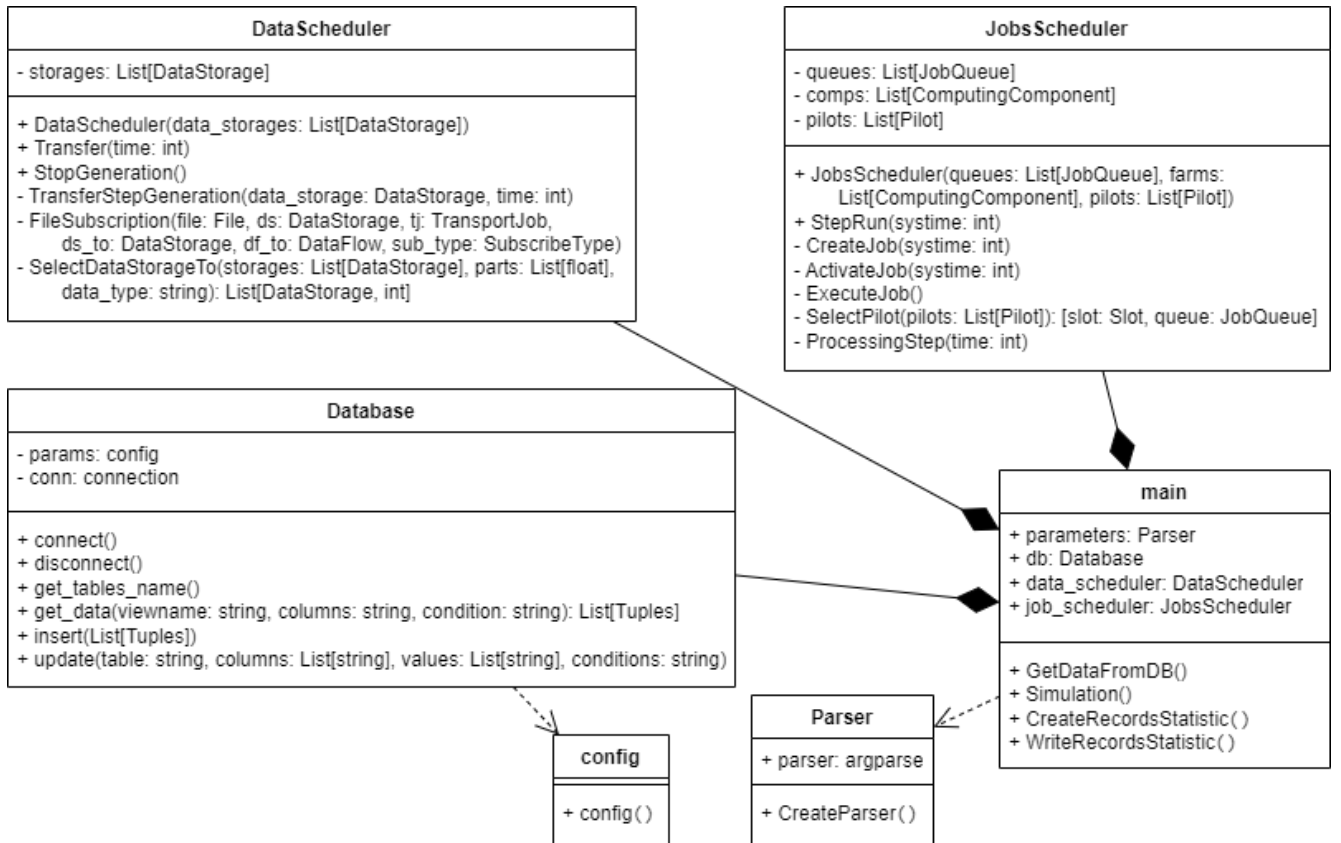 DataScheduler
- storages: List[DataStorage]
+ DataScheduler(data_storages: List[DataStorage])
+ Transfer(time: int)
+ StopGeneration()
- TransferStepGeneration(data_storage: DataStorage, time: int)
- FileSubscription(file: File, ds: DataStorage, tj: TransportJob,
ds_to: DataStorage, df_to: DataFlow, sub_type: SubscribeType)
- SelectDataStorageTo(storages: List[DataStorage], parts: List[float],
data_type: string): List[DataStorage, int]
JobsScheduler
- queues: List[JobQueue]
- comps: List[ComputingComponent]
- pilots: List[Pilot]
+ JobsScheduler(queues: List[JobQueue], farms:
List[ComputingComponent], pilots: List[Pilot])
+ StepRun(systime: int)
- CreateJob(systime: int)
- ActivateJob(systime: int)
- ExecuteJob()
- SelectPilot(pilots: List[Pilot]): [slot: Slot, queue: JobQueue]
- ProcessingStep(time: int)
Database
- params: config
- conn: connection
+ connect()
+ disconnect()
+ get_tables_name()
+ get_data(viewname: string, columns: string, condition: string): List[Tuples]
+ insert(List[Tuples])
+ update(table: string, columns: List[string], values: List[string], conditions: string)
main
+ parameters: Parser
+ db: Database
+ data_scheduler: DataScheduler
+ job_scheduler: JobsScheduler
+ GetDataFromDB()
+ Simulation()
+ CreateRecordsStatistic()
+ WriteRecordsStatistic()
Parser
+ parser: argparse
+ CreateParser()
config
+ config()